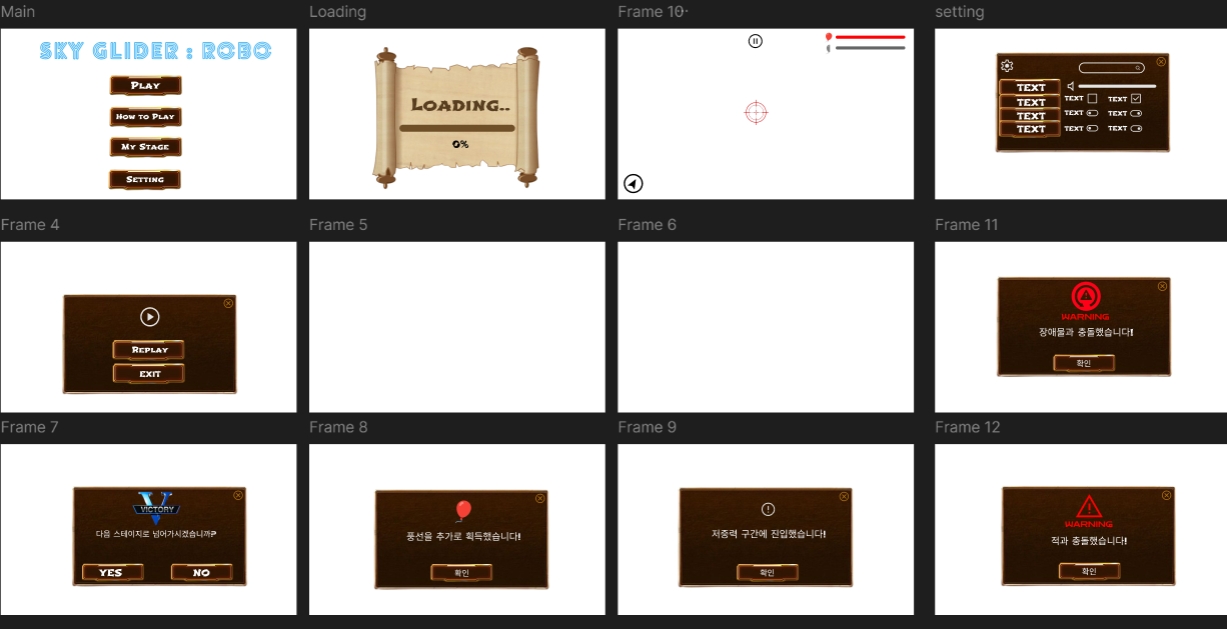 Main
Loading
Frame 10
setting
SKY GLIDER : ROBO
PLAY
HOW TO PLAY
MY STAGE
SETTING
LOADING..
0%
TEXT
TEXT
TEXT
TEXT
TEXT TEXT
TEXT TEXT
TEXT TEXT
Frame 4
Frame 5
Frame 6
Frame 11
REPLAY
EXIT
WARNING
장애물과 충돌했습니다!
확인
Frame 7
Frame 8
Frame 9
Frame 12
V
VICTORY
다음 스테이지로 넘어가시겠습니까?
YES
NO
풍선을 추가로 획득했습니다!
확인
저중력 구간에 진입했습니다!
확인
WARNING
적과 충돌했습니다!
확인